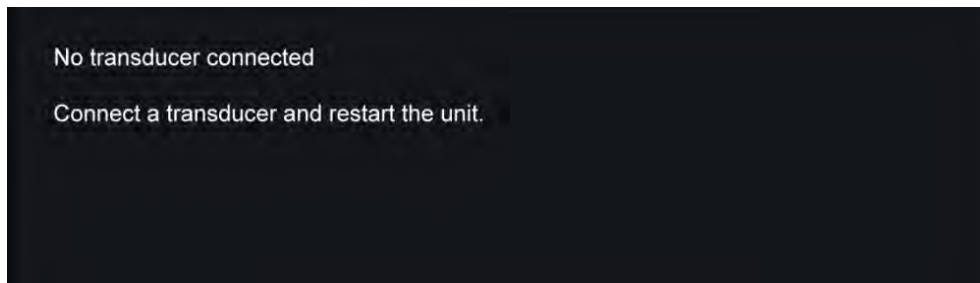 No transducer connected
Connect a transducer and restart the unit.